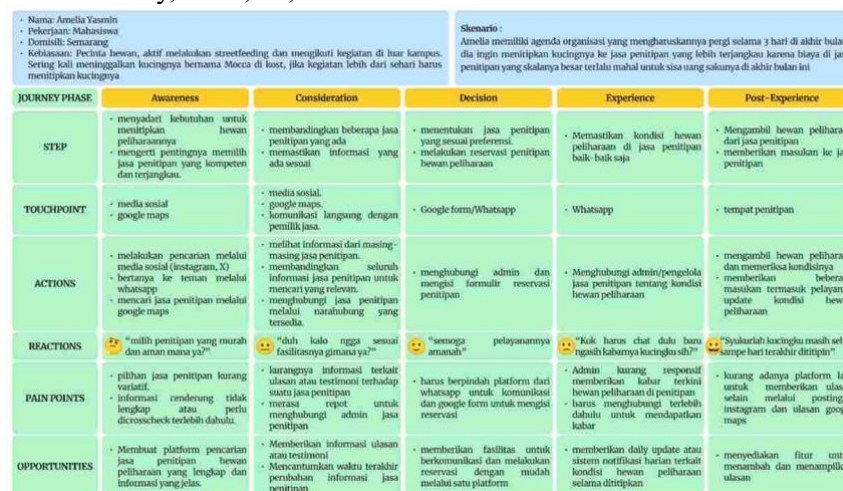 • Nama: Amelia Yasmin
• Pekerjaan: Mahasiswa
• Domisili: Semarang
• Kebiasaan: Pecinta hewan, aktif melakukan streetfeeding dan mengikuti kegiatan di luar kampus.
Sering kali meninggalkan kucingnya bernama Mocca di kost, jika kegiatan lebih dari sehari harus
menitipkan kucingnya
Skenario :
Amelia memiliki agenda organisasi yang mengharuskannya pergi selama 3 hari di akhir bula
dia ingin menitipkan kucingnya ke jasa penitipan yang lebih terjangkau karena biaya di ja
penitipan yang skalanya besar terlalu mahal untuk sisa uang sakunya di akhir bulan ini
JOURNEY PHASE
Awareness
Consideration
Decision
Experience
Post-Experience
STEP
• menyadari kebutuhan untuk
menitipkan hewan
peliharaannya
• mengerti pentingnya memilih
jasa penitipan yang kompeten
dan terjangkau.
• membandingkan beberapa jasa
penitipan yang ada
• memastikan informasi yang
ada sesuai
• menentukan jasa penitipan
yang sesuai preferensi.
• melakukan reservasi penitipan
hewan peliharaan
• Memastikan kondisi hewan
peliharaan di jasa penitipan
baik-baik saja
• Mengambil hewan pelihara
dari jasa penitipan
• memberikan masukan ke ja
penitipan
TOUCHPOINT
• media sosial
• google maps
• media sosial.
• google maps.
• komunikasi langsung dengan
pemilik jasa.
• Google form/Whatsapp
• Whatsapp
• tempat penitipan
ACTIONS
• melakukan pencarian melalui
media sosial (instagram, X)
• bertanya ke teman melalui
whatsapp
• mencari jasa penitipan melalui
google maps
• melihat informasi dari masing-
masing jasa penitipan.
• membandingkan seluruh
informasi jasa penitipan untuk
mencari yang relevan.
• menghubungi jasa penitipan
melalui narahubung yang
tersedia.
• menghubungi admin dan
mengisi formulir reservasi
penitipan
• Menghubungi admin/pengelola
jasa penitipan tentang kondisi
hewan peliharaan
• mengambil hewan pelihara
dan memeriksa kondisinya
• memberikan bebera
masukan termasuk pelayan
update kondisi hew
peliharaan
REACTIONS
"milih penitipan yang murah
dan aman mana ya?"
"duh kalo ngga sesuai
fasilitasnya gimana ya?"
"semoga pelayanannya
amanah"
"Kok harus chat dulu baru
ngasih kabarnya kucingku sih?"
"Syukurlah kucingku masih seh
sampe hari terakhir dititipin"
PAIN POINTS
• pilihan jasa penitipan kurang
variatif.
• informasi cenderung tidak
lengkap atau perlu
dicrosscheck terlebih dahulu.
• kurangnya informasi terkait
ulasan atau testimoni terhadap
suatu jasa penitipan
• merasa repot untuk
menghubungi admin jasa
penitipan
• harus berpindah platform dari
whatsapp untuk komunikasi
dan google form untuk mengisi
reservasi
• Admin kurang responsif
memberikan kabar terkini
hewan peliharaan di penitipan
• harus menghubungi terlebih
dahulu untuk mendapatkan
kabar
• kurang adanya platform la
untuk memberikan ulas
selain melalui posting
instagram dan ulasan goog
maps
OPPORTUNITIES
• Membuat platform pencarian
jasa penitipan hewan
peliharaan yang lengkap dan
informasi yang jelas.
• Memberikan informasi ulasan
atau testimoni
• Mencantumkan waktu terakhir
perubahan informasi jasa
penitipan
• memberikan fasilitas untuk
berkomunikasi dan melakukan
reservasi dengan mudah
melalui satu platform
• memberikan daily update atau
sistem notifikasi harian terkait
kondisi hewan peliharaan
selama dititipkan
• menyediakan fitur unt
menambah dan menampilk
ulasan